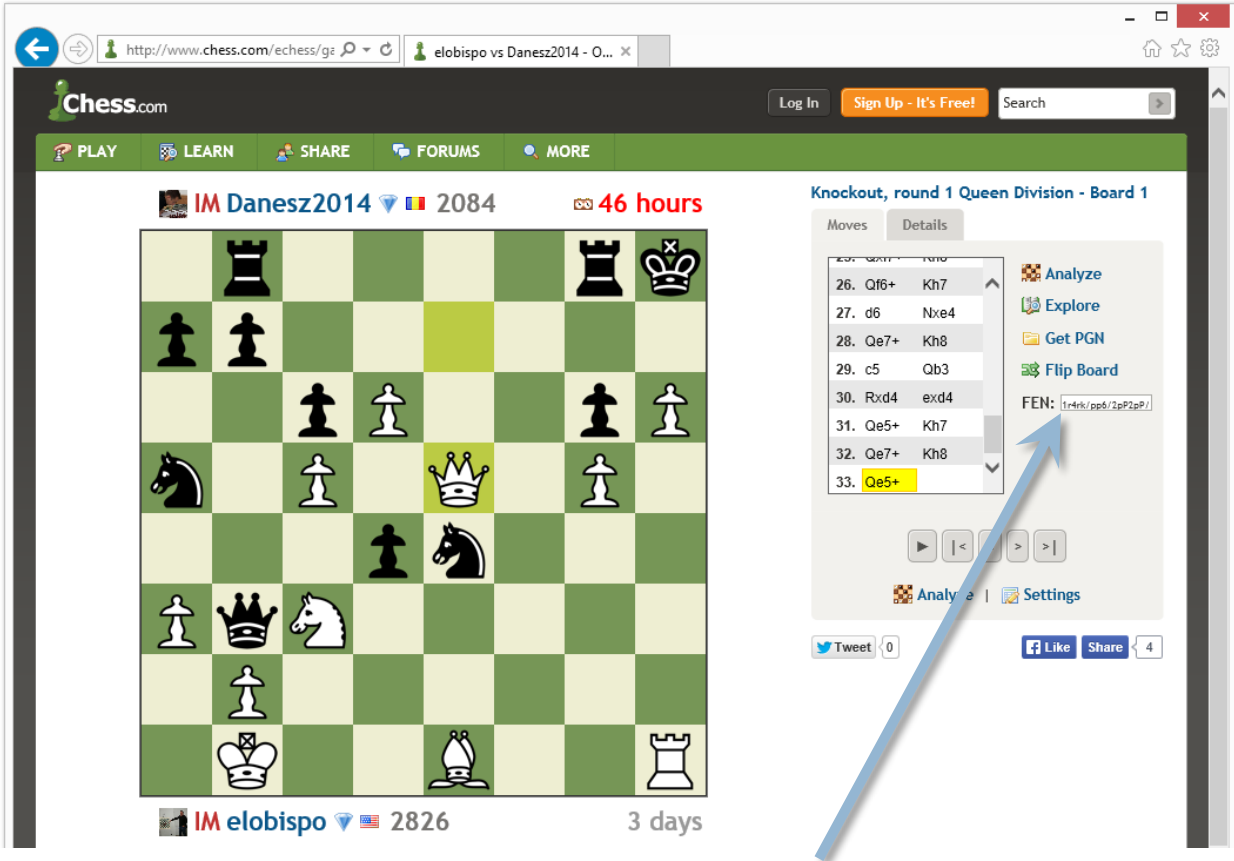 http://www.chess.com/echess/ga
elobispo vs Danesz2014 - O...
Chess.com
Log In
Sign Up - It's Free!
Search
PLAY
LEARN
SHARE
FORUMS
MORE
IM Danesz2014 2084
46 hours
Knockout, round 1 Queen Division - Board 1
Moves
Details
26. Qf6+ Kh7
27. d6 Nxe4
28. Qe7+ Kh8
29. c5 Qb3
30. Rxd4 exd4
31. Qe5+ Kh7
32. Qe7+ Kh8
33. Qe5+
Analyze
Explore
Get PGN
Flip Board
FEN: 1r4rk/pp6/2pP2pP/
Analyze | Settings
Tweet 0
Like Share 4
IM elobispo 2826
3 days